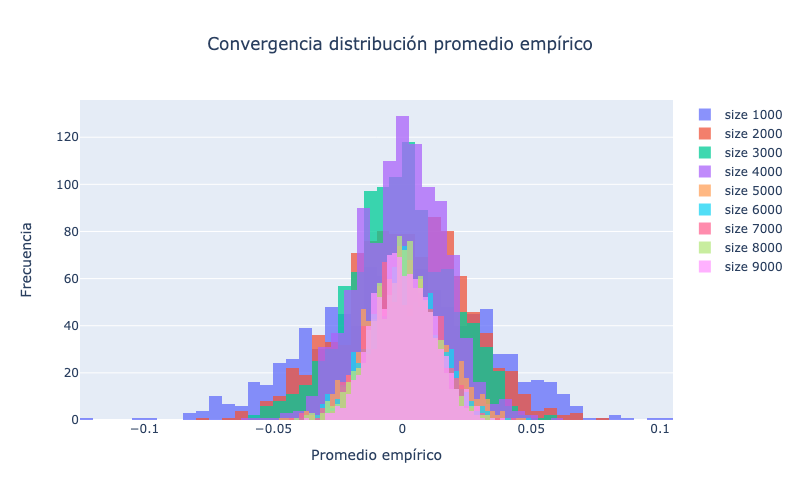 Convergencia distribución promedio empírico
size 1000
size 2000
size 3000
size 4000
size 5000
size 6000
size 7000
size 8000
size 9000
Frecuencia
120
100
80
60
40
20
0
−0.1
−0.05
0
0.05
0.1
Promedio empírico